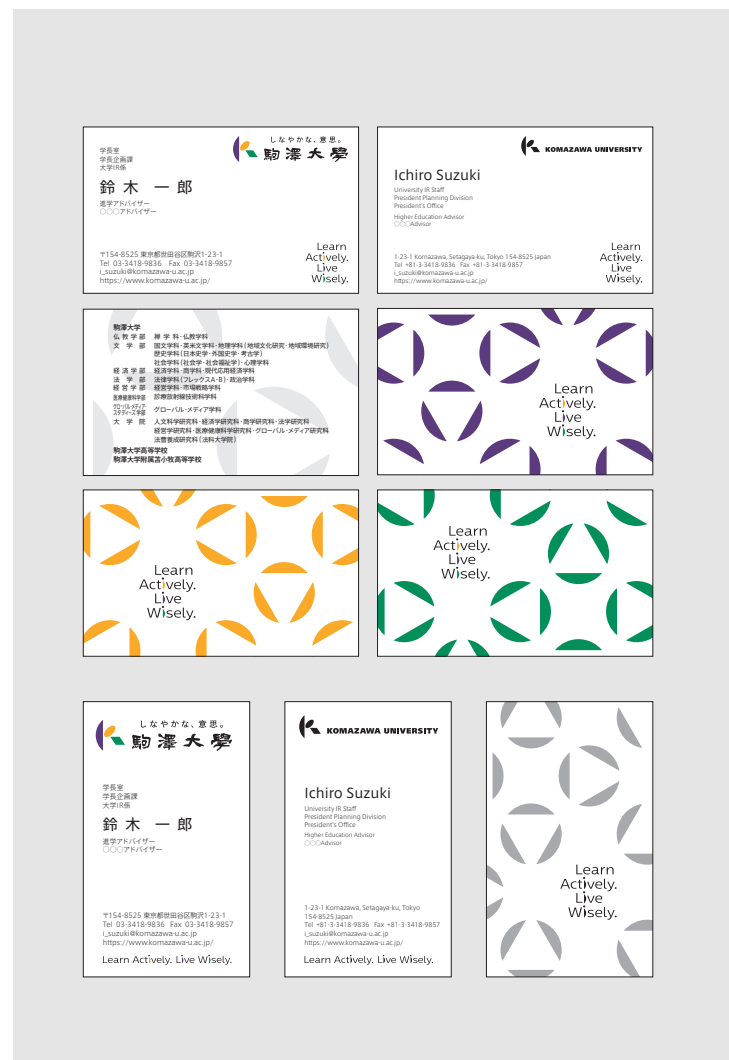 学長室
学長企画課
大学IR係
鈴木 一郎
進学アドバイザー
○○○アドバイザー
しなやかな、意思。
駒澤大學
〒154-8525 東京都世田谷区駒沢1-23-1
Tel 03-3418-9836 Fax 03-3418-9857
i_suzuki@komazawa-u.ac.jp
https://www.komazawa-u.ac.jp/
Learn
Actively.
Live
Wisely.
KOMAZAWA UNIVERSITY
Ichiro Suzuki
University IR Staff
President Planning Division
President's Office
Higher Education Advisor
○○○Advisor
1-23-1 Komazawa, Setagaya-ku, Tokyo 154-8525 Japan
Tel +81-3-3418-9836 Fax +81-3-3418-9857
i_suzuki@komazawa-u.ac.jp
https://www.komazawa-u.ac.jp/
Learn
Actively.
Live
Wisely.
駒澤大学
仏教学部 禅学科・仏教学科
文学部 国文学科・英米文学科・地理学科(地域文化研究・地域環境研究)
歴史学科(日本史学・外国史学・考古学)
社会学科(社会学・社会福祉学)・心理学科
経済学部 経済学科・商学科・現代応用経済学科
法学部 法律学科(フレックスA・B)・政治学科
経営学部 経営学科・市場戦略学科
医療健康科学部 診療放射線技術科学科
グローバル・メディア・
スタディーズ学部 グローバル・メディア学科
大学院 人文科学研究科・経済学研究科・商学研究科・法学研究科
経営学研究科・医療健康科学研究科・グローバル・メディア研究科
法曹養成研究科(法科大学院)
駒澤大学高等学校
駒澤大学附属苫小牧高等学校
Learn
Actively.
Live
Wisely.
Learn
Actively.
Live
Wisely.
Learn
Actively.
Live
Wisely.
しなやかな、意思。
駒澤大學
学長室
学長企画課
大学IR係
鈴木 一郎
進学アドバイザー
○○○アドバイザー
〒154-8525 東京都世田谷区駒沢1-23-1
Tel 03-3418-9836 Fax 03-3418-9857
i_suzuki@komazawa-u.ac.jp
https://www.komazawa-u.ac.jp/
Learn Actively. Live Wisely.
KOMAZAWA UNIVERSITY
Ichiro Suzuki
University IR Staff
President Planning Division
President's Office
Higher Education Advisor
○○○Advisor
1-23-1 Komazawa, Setagaya-ku, Tokyo
154-8525 Japan
Tel +81-3-3418-9836 Fax +81-3-3418-9857
i_suzuki@komazawa-u.ac.jp
https://www.komazawa-u.ac.jp/
Learn Actively. Live Wisely.
Learn
Actively.
Live
Wisely.